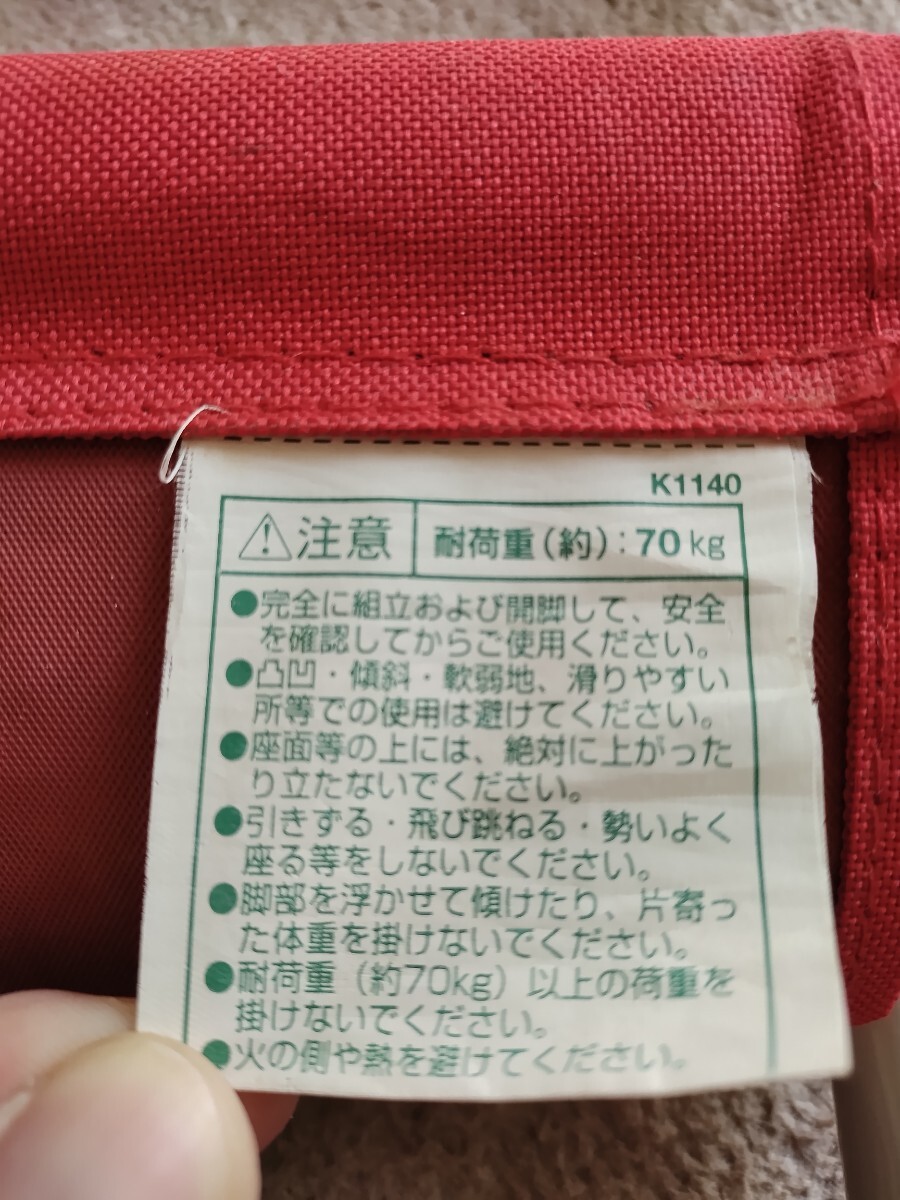 K1140
注意 耐荷重(約):70kg
●完全に組立および開脚して、安全
を確認してからご使用ください。
●凸凹・傾斜・軟弱地、滑りやすい
所等での使用は避けてください。
●座面等の上には、絶対に上がった
り立たないでください。
●引きずる・飛び跳ねる・勢いよく
座る等をしないでください。
●脚部を浮かせて傾けたり、片寄っ
た体重を掛けないでください。
●耐荷重(約70kg)以上の荷重を
掛けないでください。
●火の側や熱を避けてください。